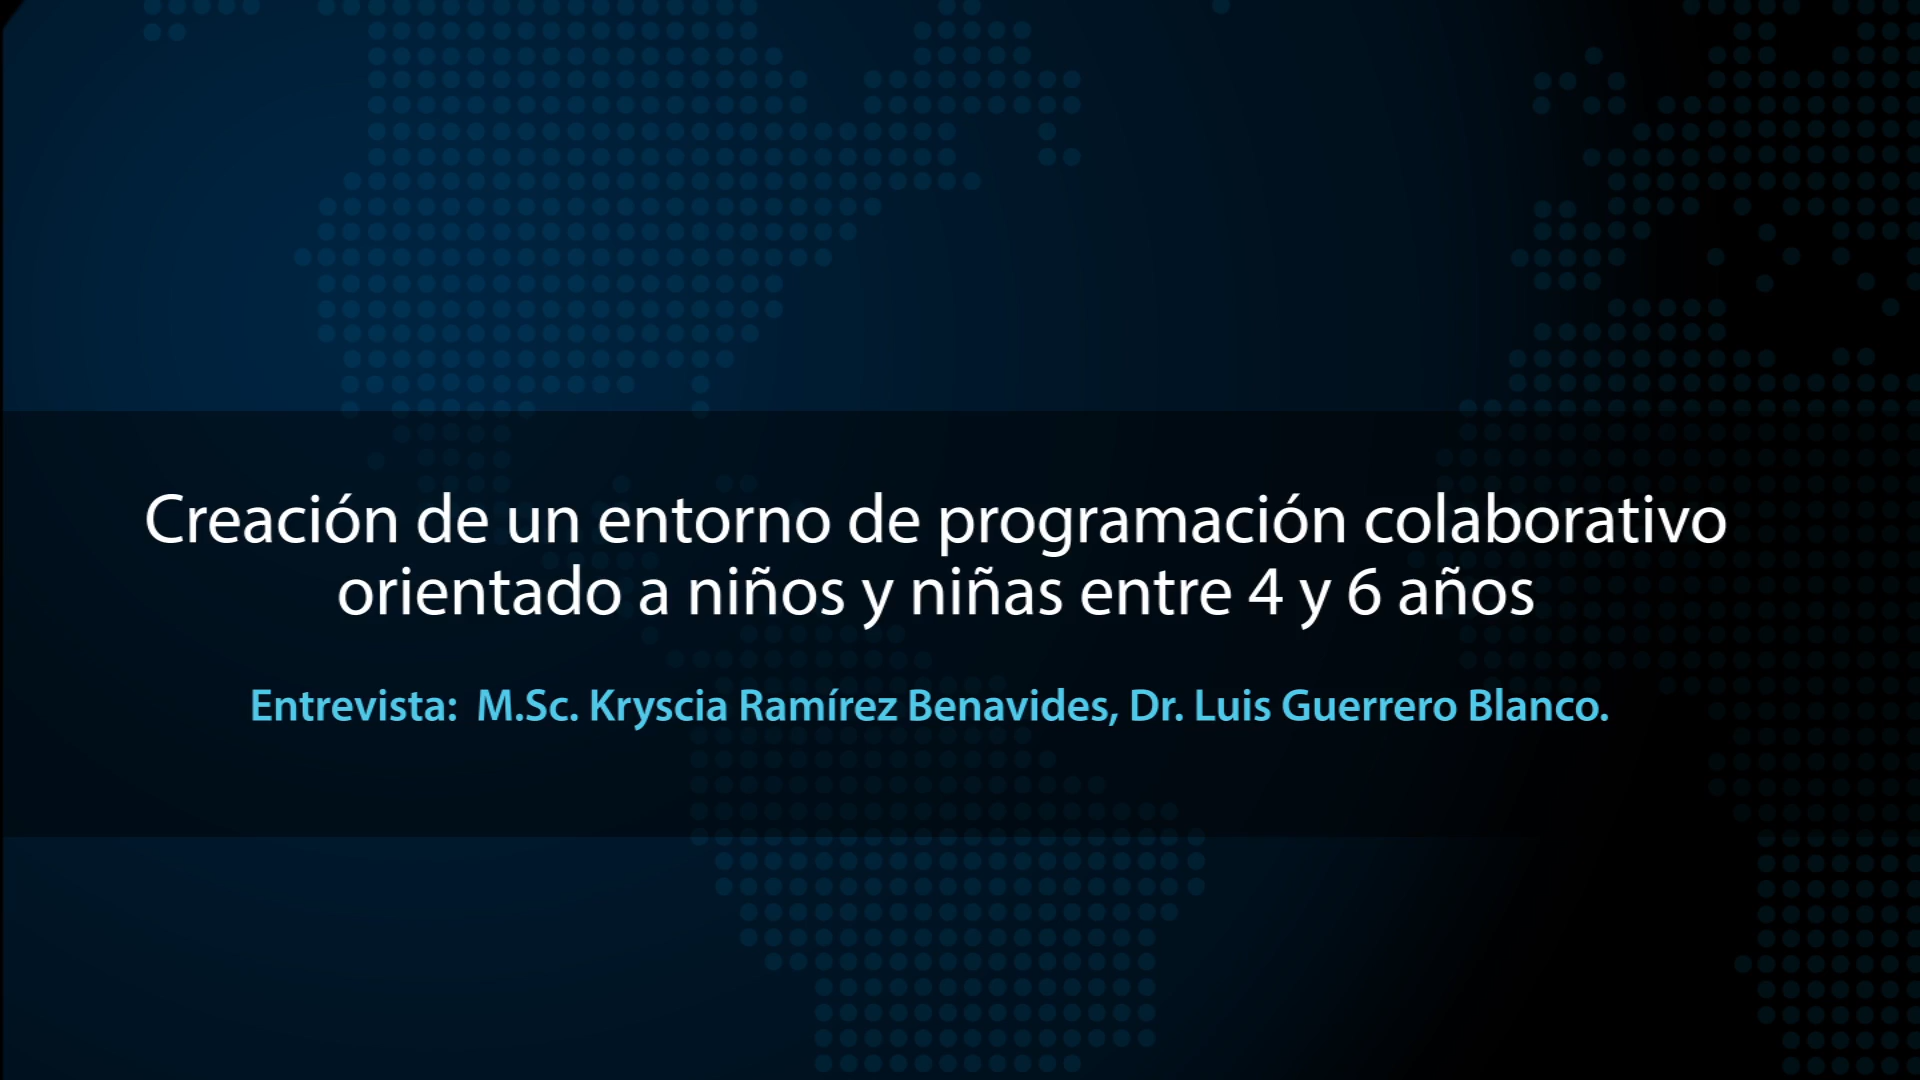 Creación de un entorno de programación colaborativo
orientado a niños y niñas entre 4 y 6 años
Entrevista: M.Sc. Kryscia Ramírez Benavides, Dr. Luis Guerrero Blanco.